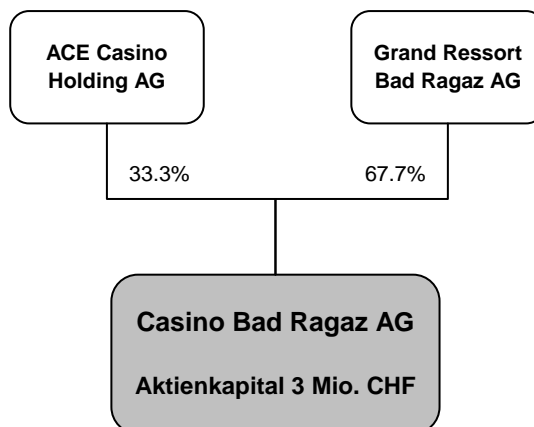 ACE Casino
Holding AG
Grand Ressort
Bad Ragaz AG
33.3%
67.7%
Casino Bad Ragaz AG
Aktienkapital 3 Mio. CHF